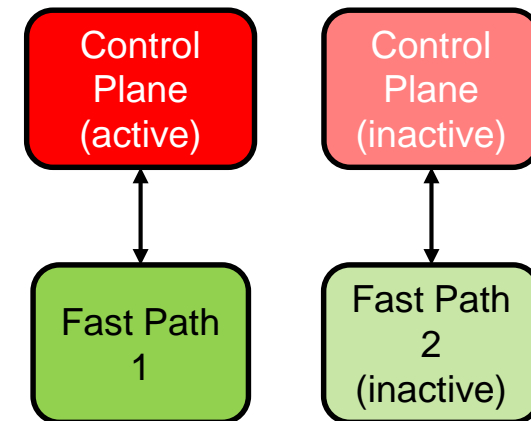 Control
Plane
(active)
Control
Plane
(inactive)
Fast Path
1
Fast Path
2
(inactive)